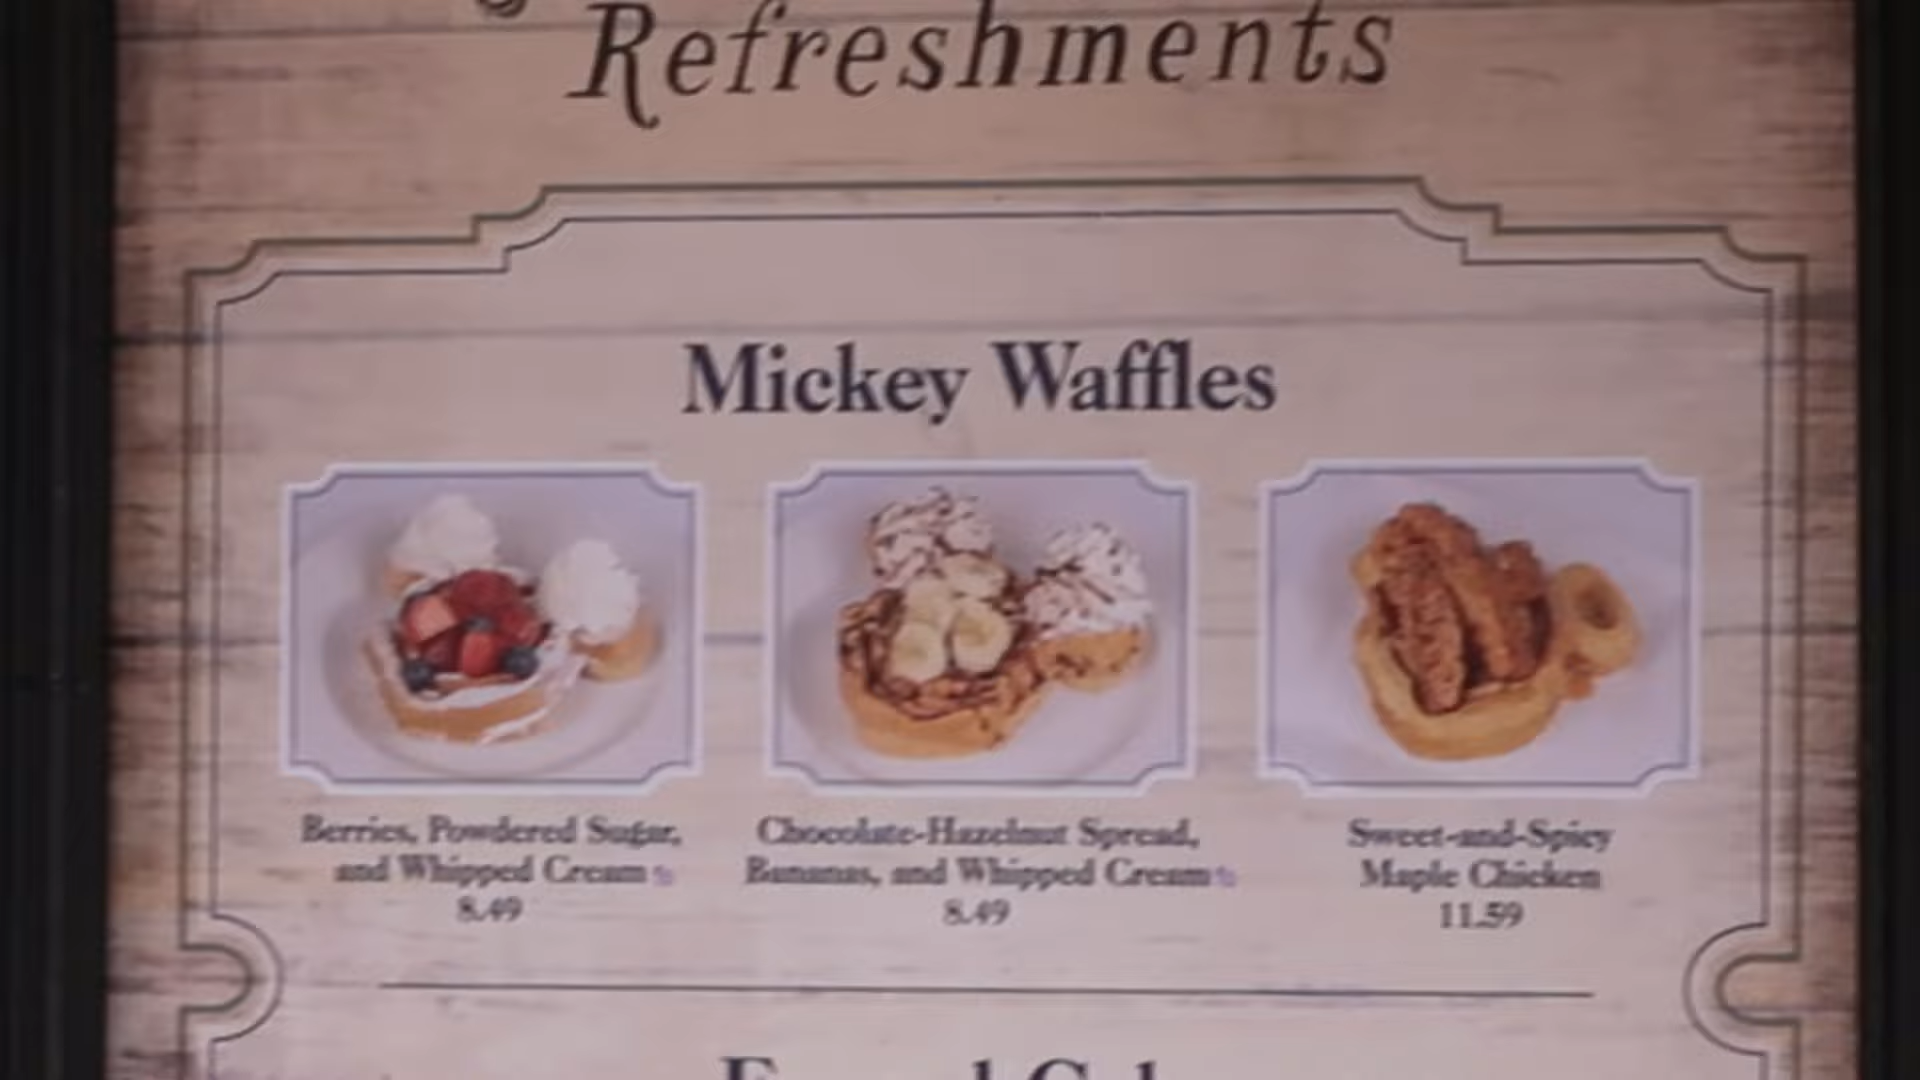 Refreshments
Mickey Waffles
Berries, Powdered Sugar,
and Whipped Cream
8.49
Chocolate-Hazelnut Spread,
Bananas, and Whipped Cream
8.49
Sweet-and-Spicy
Maple Chicken
11.59